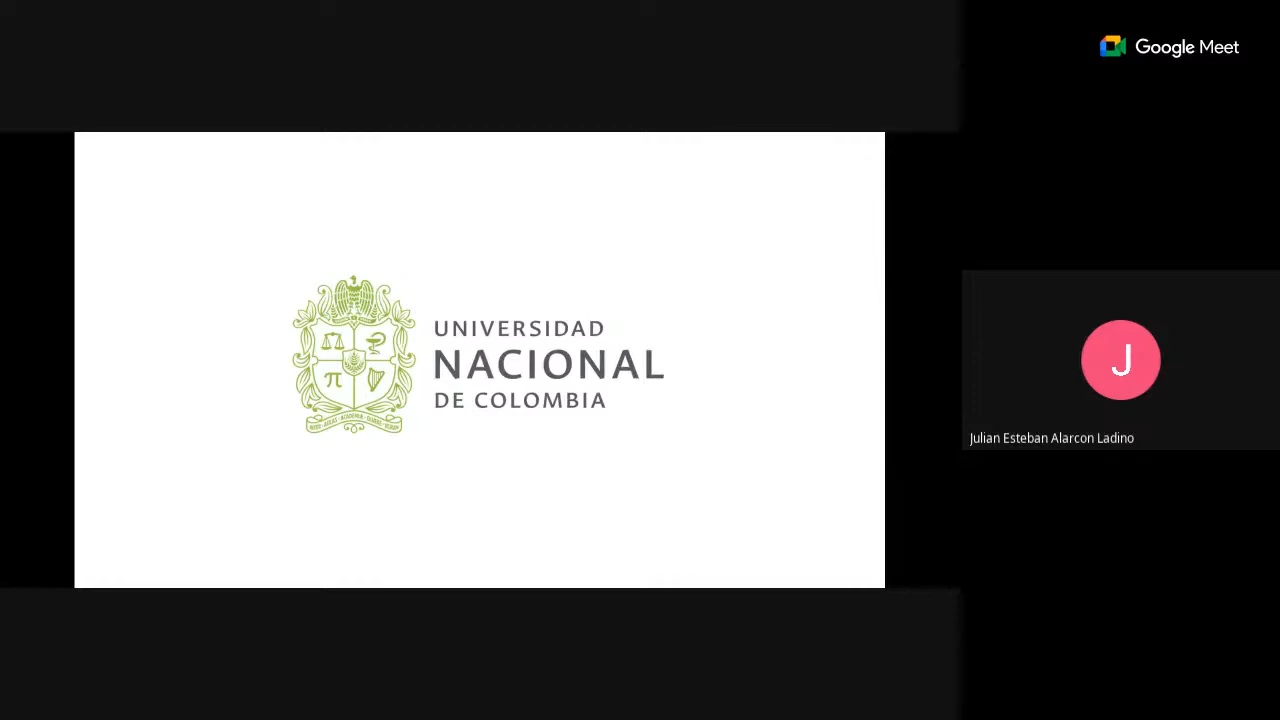 Google Meet
UNIVERSIDAD
NACIONAL
DE COLOMBIA
π
J
Julian Esteban Alarcon Ladino